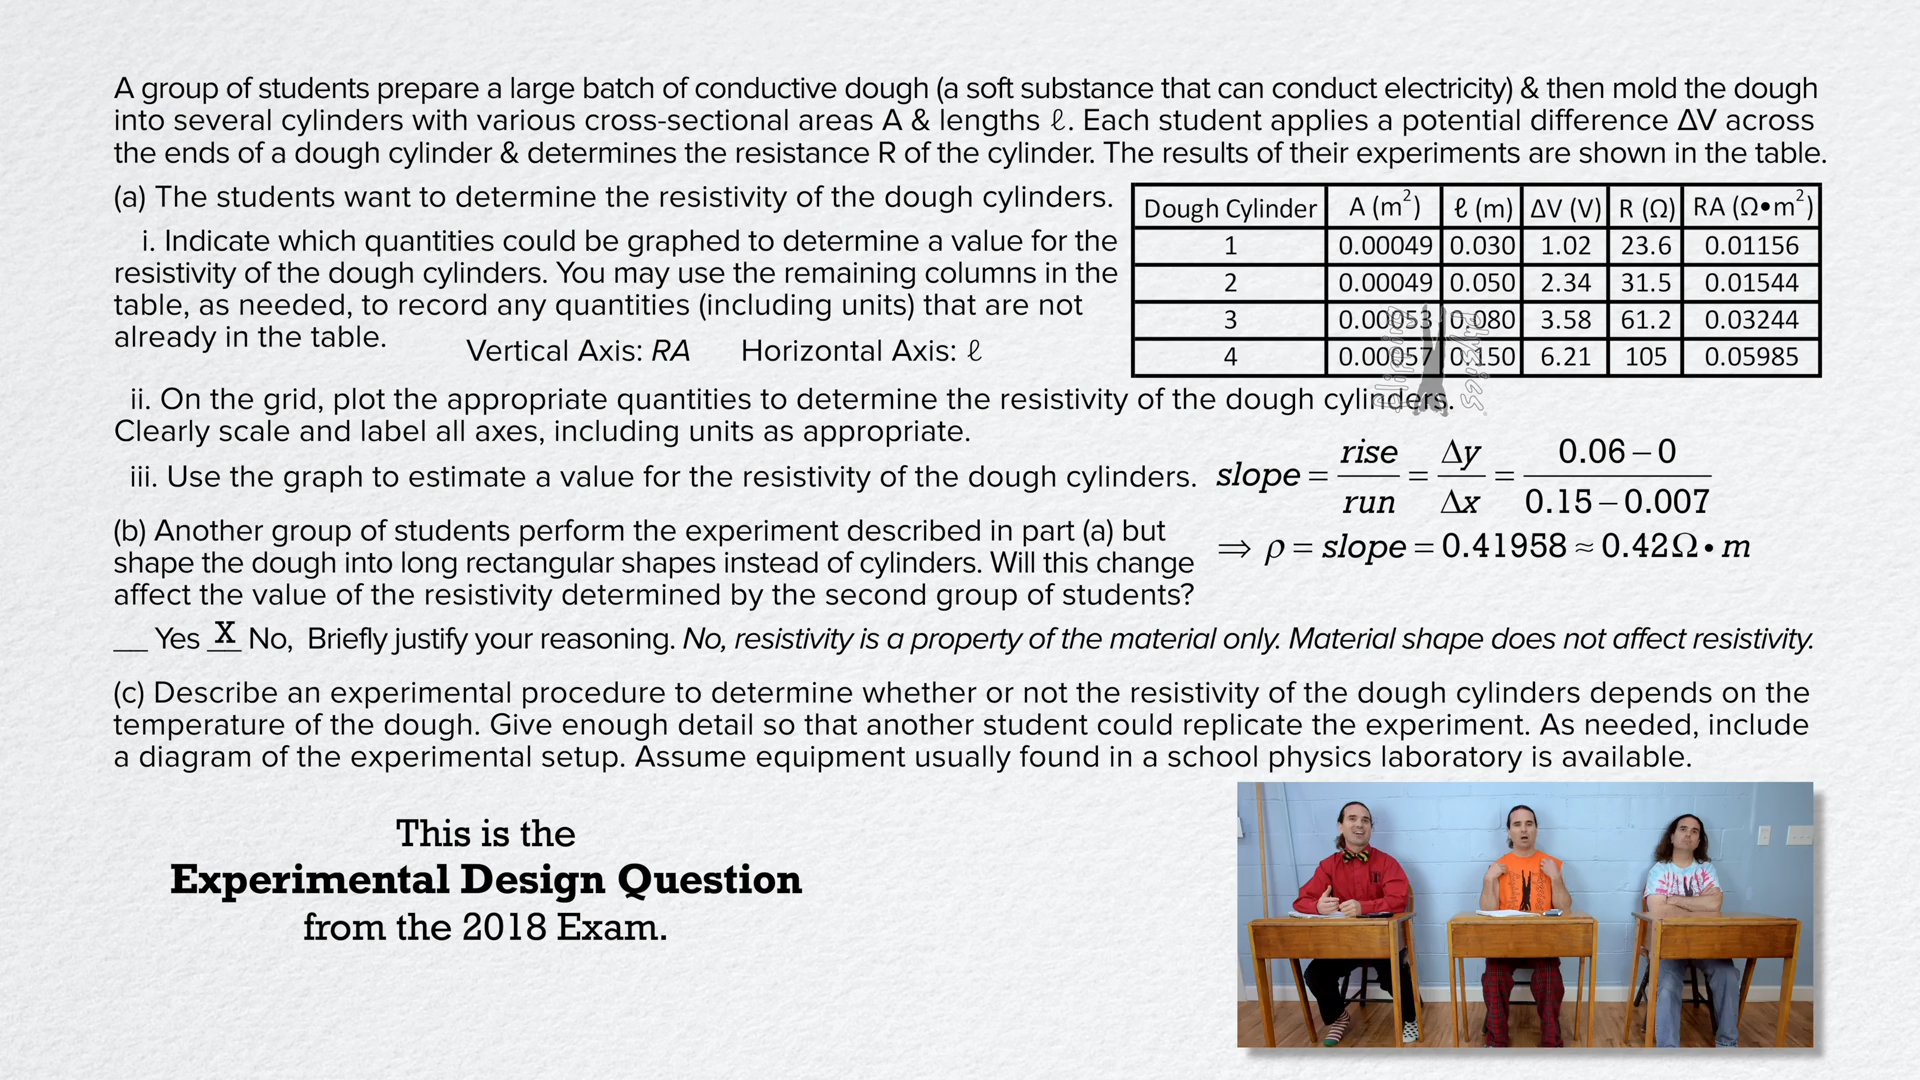 A group of students prepare a large batch of conductive dough (a soft substance that can conduct electricity) & then mold the dough
into several cylinders with various cross-sectional areas A & lengths ℓ. Each student applies a potential difference ΔV across
the ends of a dough cylinder & determines the resistance R of the cylinder. The results of their experiments are shown in the table.
(a) The students want to determine the resistivity of the dough cylinders.
i. Indicate which quantities could be graphed to determine a value for the
resistivity of the dough cylinders. You may use the remaining columns in the
table, as needed, to record any quantities (including units) that are not
already in the table. Vertical Axis: RA Horizontal Axis: ℓ
Dough Cylinder A (m²) ℓ (m) ΔV (V) R (Ω) RA (Ω•m²)
1 0.00049 0.030 1.02 23.6 0.01156
2 0.00049 0.050 2.34 31.5 0.01544
3 0.00053 0.080 3.58 61.2 0.03244
4 0.00057 0.150 6.21 105 0.05985
flipping physics
ii. On the grid, plot the appropriate quantities to determine the resistivity of the dough cylinders.
Clearly scale and label all axes, including units as appropriate.
iii. Use the graph to estimate a value for the resistivity of the dough cylinders.
slope = rise/run = Δy/Δx = (0.06 – 0)/(0.15 – 0.007)
⇒ ρ = slope = 0.41958 ≈ 0.42Ω • m
(b) Another group of students perform the experiment described in part (a) but
shape the dough into long rectangular shapes instead of cylinders. Will this change
affect the value of the resistivity determined by the second group of students?
__ Yes X No, Briefly justify your reasoning. No, resistivity is a property of the material only. Material shape does not affect resistivity.
(c) Describe an experimental procedure to determine whether or not the resistivity of the dough cylinders depends on the
temperature of the dough. Give enough detail so that another student could replicate the experiment. As needed, include
a diagram of the experimental setup. Assume equipment usually found in a school physics laboratory is available.
This is the
Experimental Design Question
from the 2018 Exam.